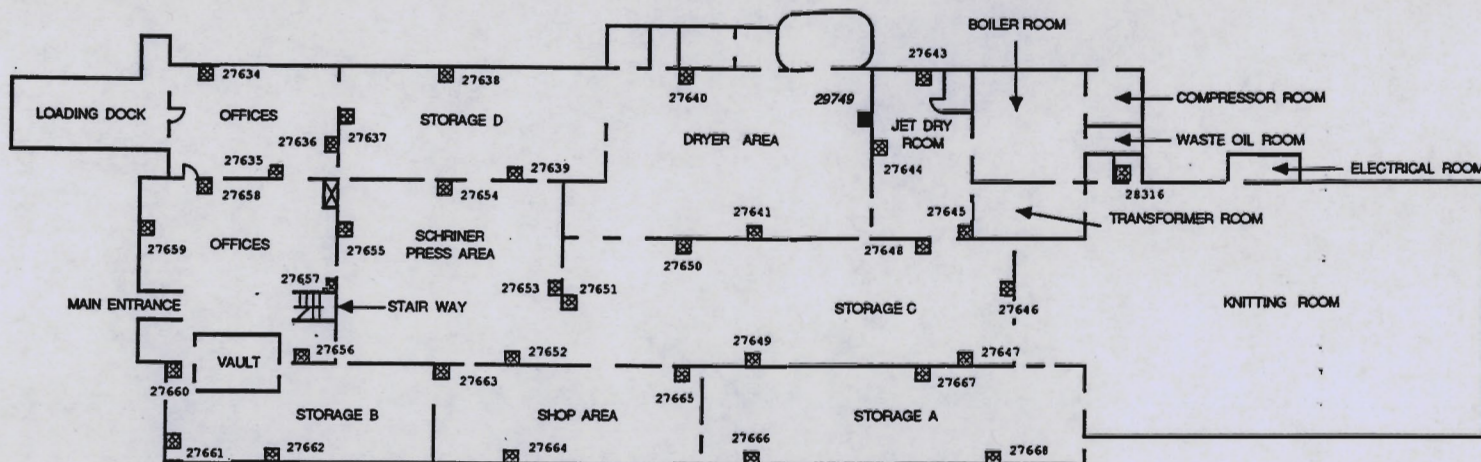 BOILER ROOM
27643
27634
27638
27640
29749
COMPRESSOR ROOM
LOADING DOCK
OFFICES
27636
27637
STORAGE D
DRYER AREA
JET DRY
ROOM
WASTE OIL ROOM
27635
27639
27644
ELECTRICAL ROOM
27658
27654
28316
27659
OFFICES
27655
SCHRINER
PRESS AREA
27641
27645
TRANSFORMER ROOM
27650
27648
27657
27653
27651
MAIN ENTRANCE
STAIR WAY
STORAGE C
27646
KNITTING ROOM
VAULT
27656
27652
27649
27647
27660
27663
27665
27667
STORAGE B
SHOP AREA
STORAGE A
27661
27662
27664
27666
27668